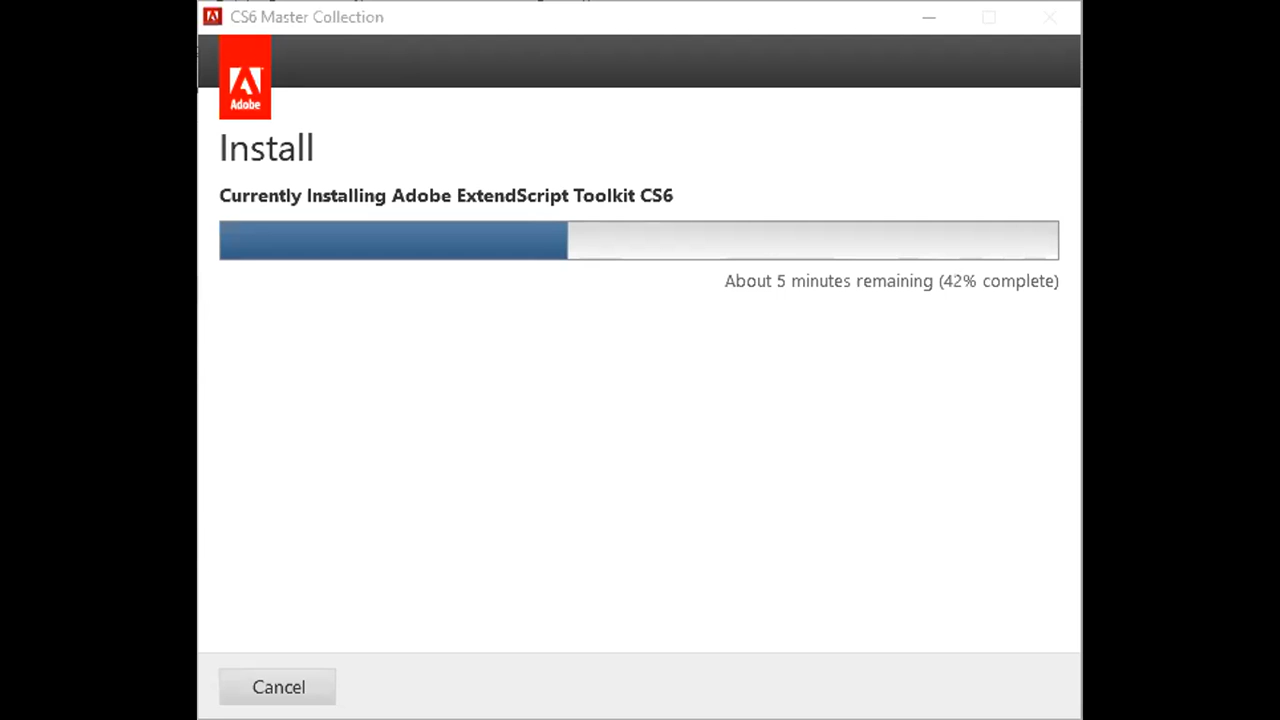 CS6 Master Collection
Adobe
Install
Currently Installing Adobe ExtendScript Toolkit CS6
About 5 minutes remaining (42% complete)
Cancel